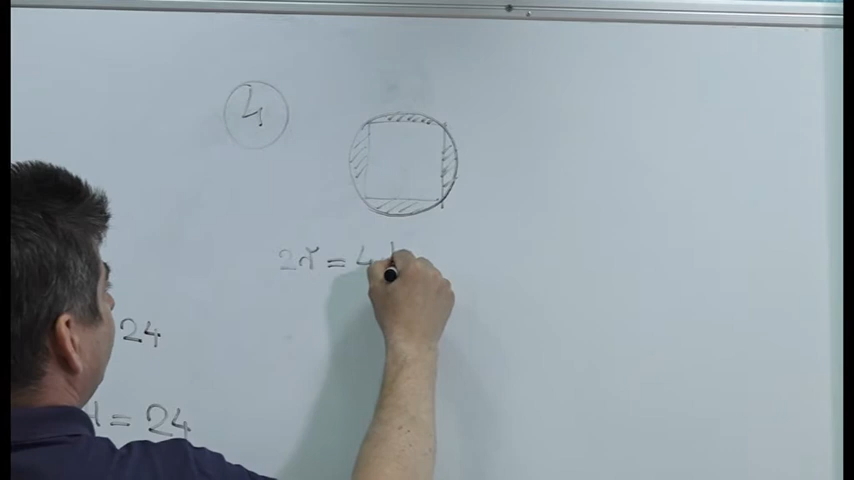 4
2r = 4
24
= 24